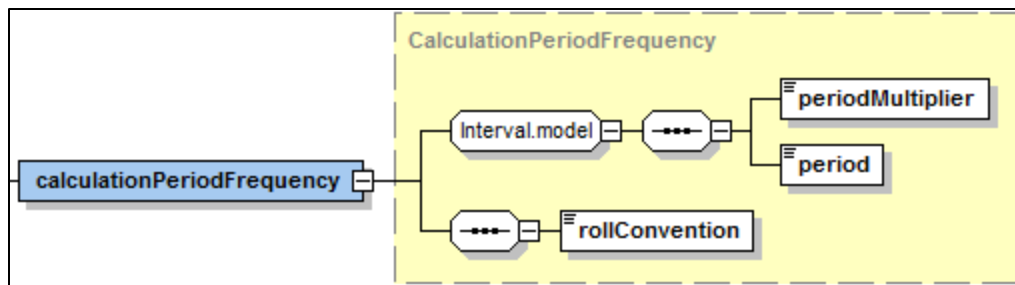 CalculationPeriodFrequency
Interval.model
periodMultiplier
period
calculationPeriodFrequency
rollConvention